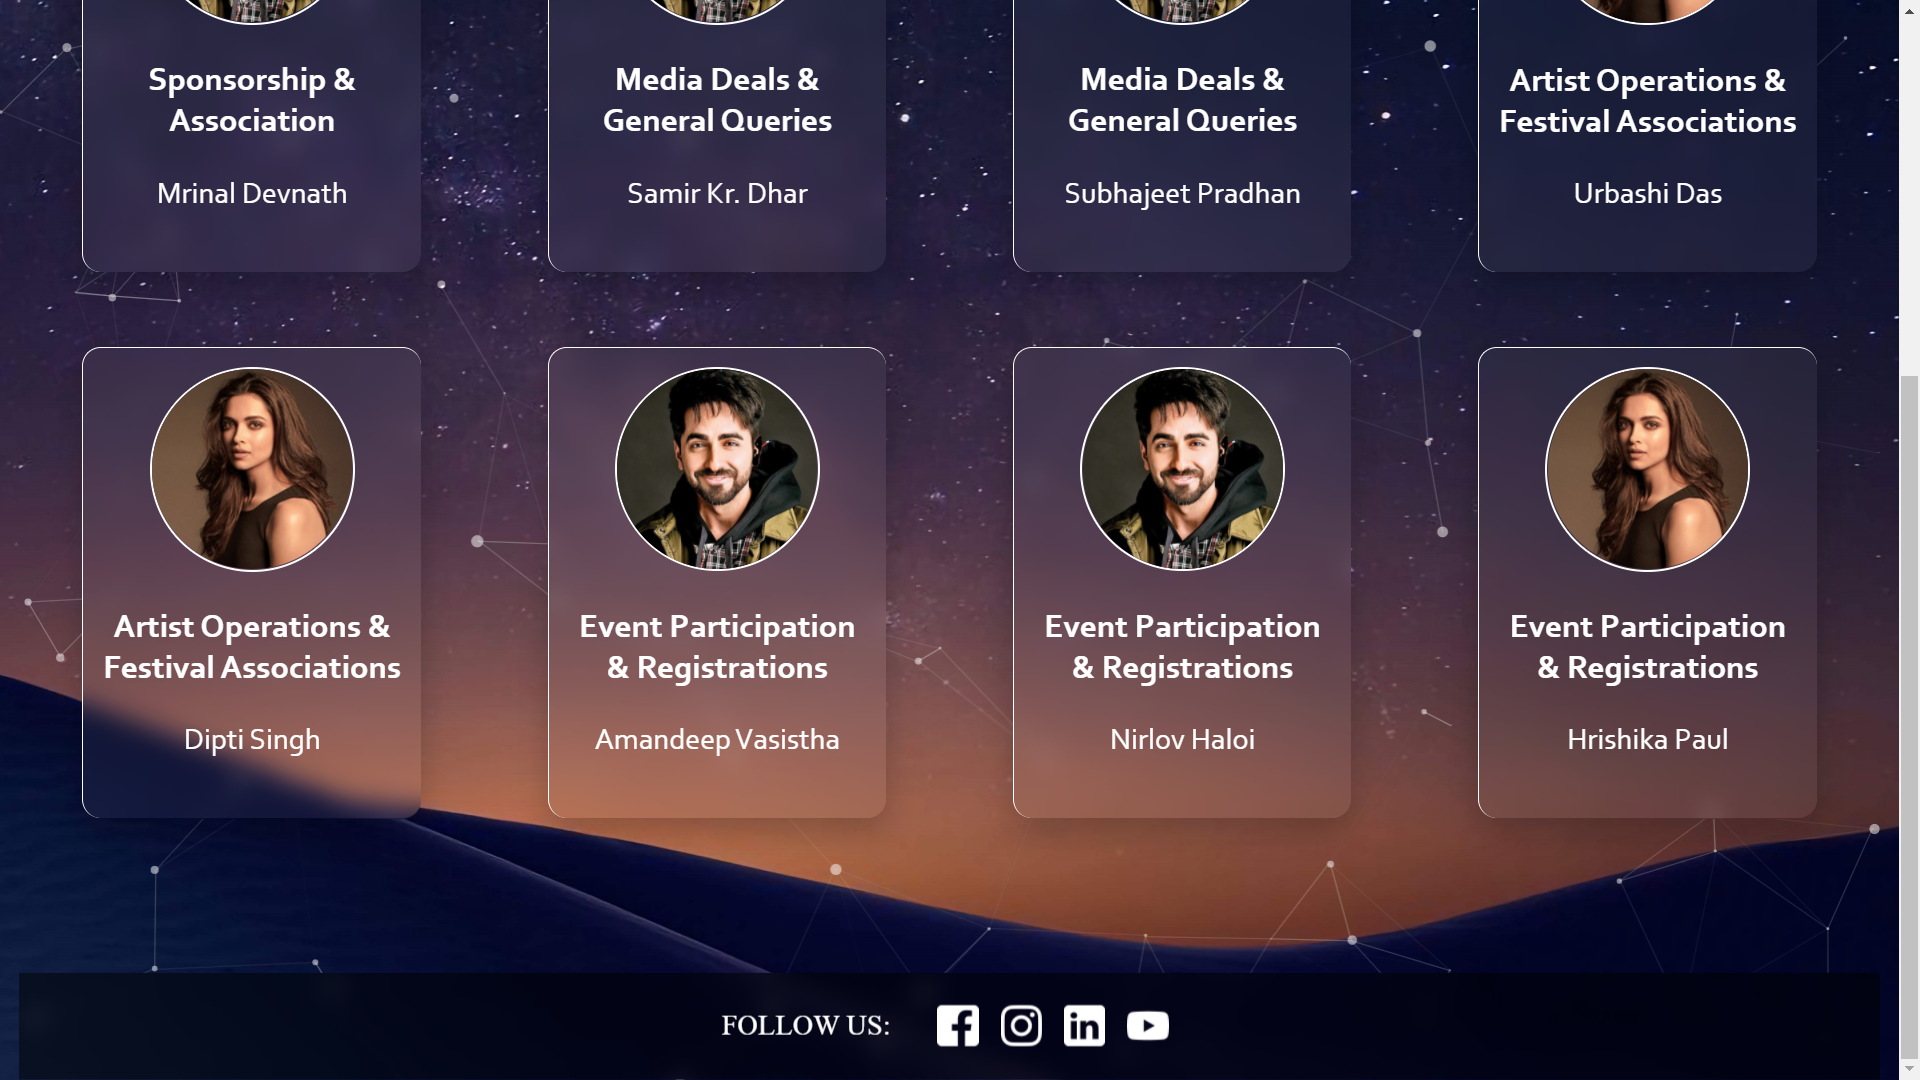 Sponsorship &
Association
Mrinal Devnath
Media Deals &
General Queries
Samir Kr. Dhar
Media Deals &
General Queries
Subhajeet Pradhan
Artist Operations &
Festival Associations
Urbashi Das
Artist Operations &
Festival Associations
Dipti Singh
Event Participation
& Registrations
Amandeep Vasistha
Event Participation
& Registrations
Nirlov Haloi
Event Participation
& Registrations
Hrishika Paul
FOLLOW US: